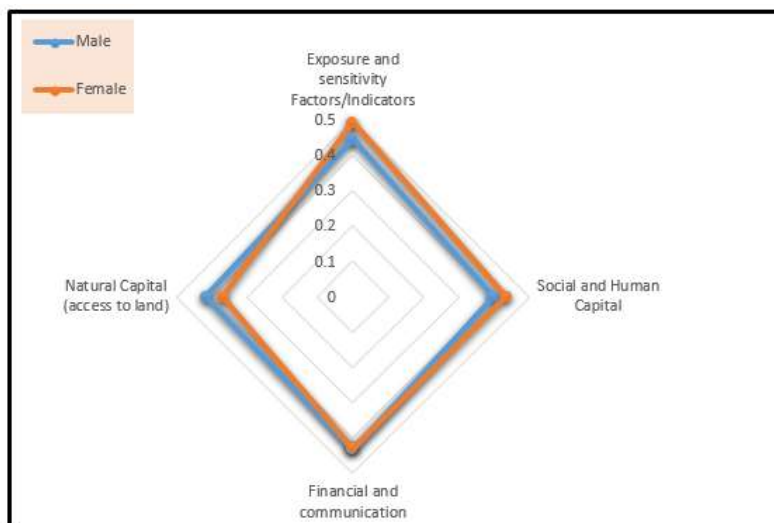 Male
Female
Exposure and
sensitivity
Factors/Indicators
0.5
0.4
0.3
0.2
0.1
0
Natural Capital
(access to land)
Social and Human
Capital
Financial and
communication